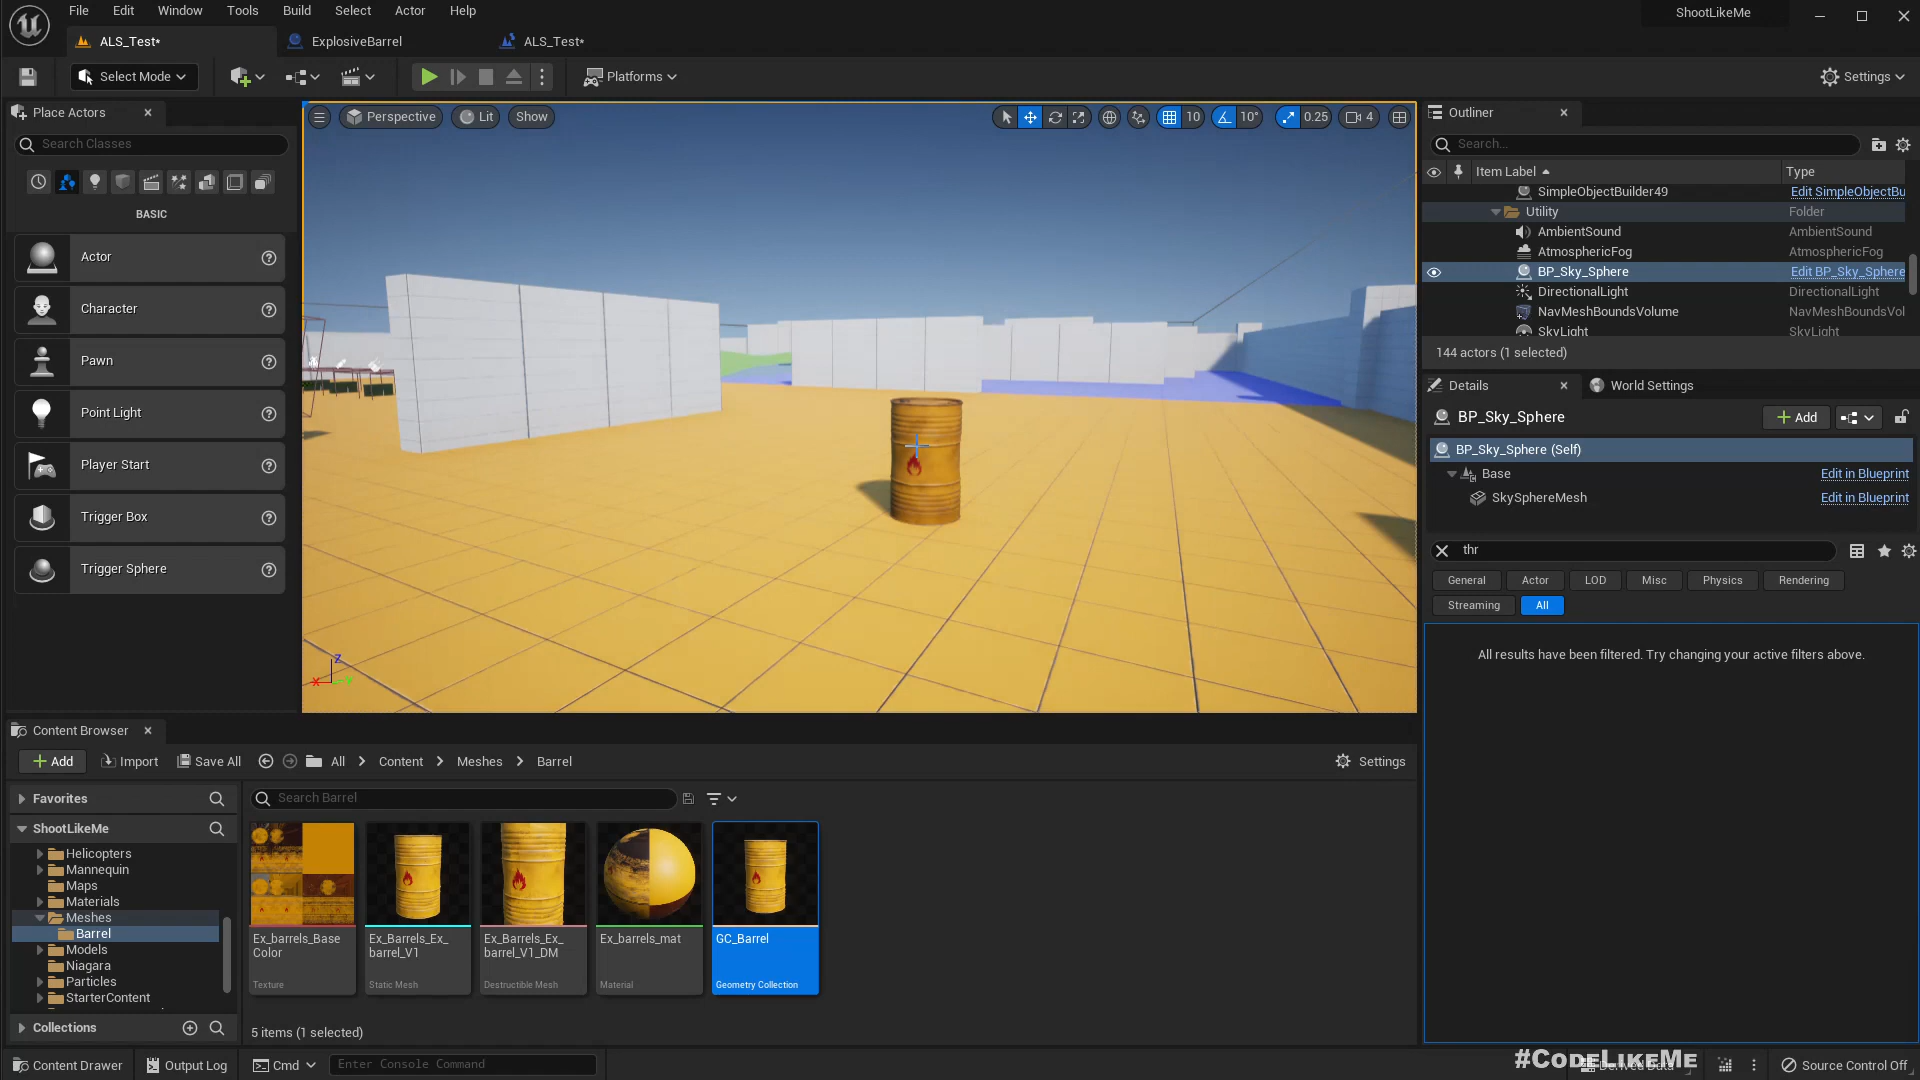 File Edit Window Tools Build Select Actor Help
ShootLikeMe
ALS_Test*
ExplosiveBarrel
ALS_Test*
Select Mode
Platforms
Settings
Place Actors
Search Classes
BASIC
Actor
Character
Pawn
Point Light
Player Start
Trigger Box
Trigger Sphere
Perspective
Lit
Show
10
10°
0.25
4
Z
X
Y
Outliner
Search...
Item Label
Type
SimpleObjectBuilder49 Edit SimpleObjectBu
Utility Folder
AmbientSound AmbientSound
AtmosphericFog AtmosphericFog
BP_Sky_Sphere Edit BP_Sky_Sphere
DirectionalLight DirectionalLight
NavMeshBoundsVolume NavMeshBoundsVol
SkyLight SkyLight
144 actors (1 selected)
Details
World Settings
BP_Sky_Sphere
Add
BP_Sky_Sphere (Self)
Base Edit in Blueprint
SkySphereMesh Edit in Blueprint
thr
General Actor LOD Misc Physics Rendering
Streaming All
All results have been filtered. Try changing your active filters above.
Content Browser
Add Import Save All All Content Meshes Barrel
Settings
Favorites
ShootLikeMe
Helicopters
Mannequin
Maps
Materials
Meshes
Barrel
Models
Niagara
Particles
StarterContent
Collections
Search Barrel
Ex_barrels_Base
Color
Texture
Ex_Barrels_Ex_
barrel_V1
Static Mesh
Ex_Barrels_Ex_
barrel_V1_DM
Destructible Mesh
Ex_barrels_mat
Material
GC_Barrel
Geometry Collection
5 items (1 selected)
Content Drawer
Output Log
Cmd
Enter Console Command
#CodeLikeMe
Derived Data
Source Control Off